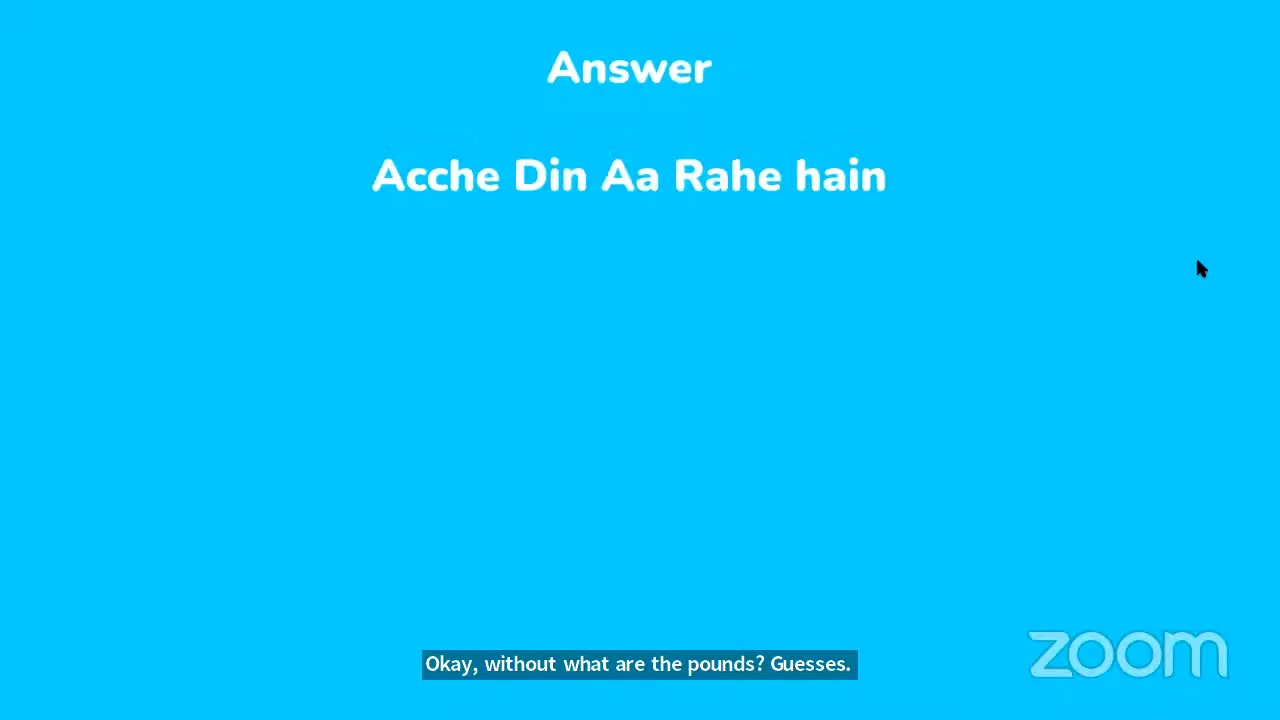 Answer
Acche Din Aa Rahe hain
Okay, without what are the pounds? Guesses.
zoom